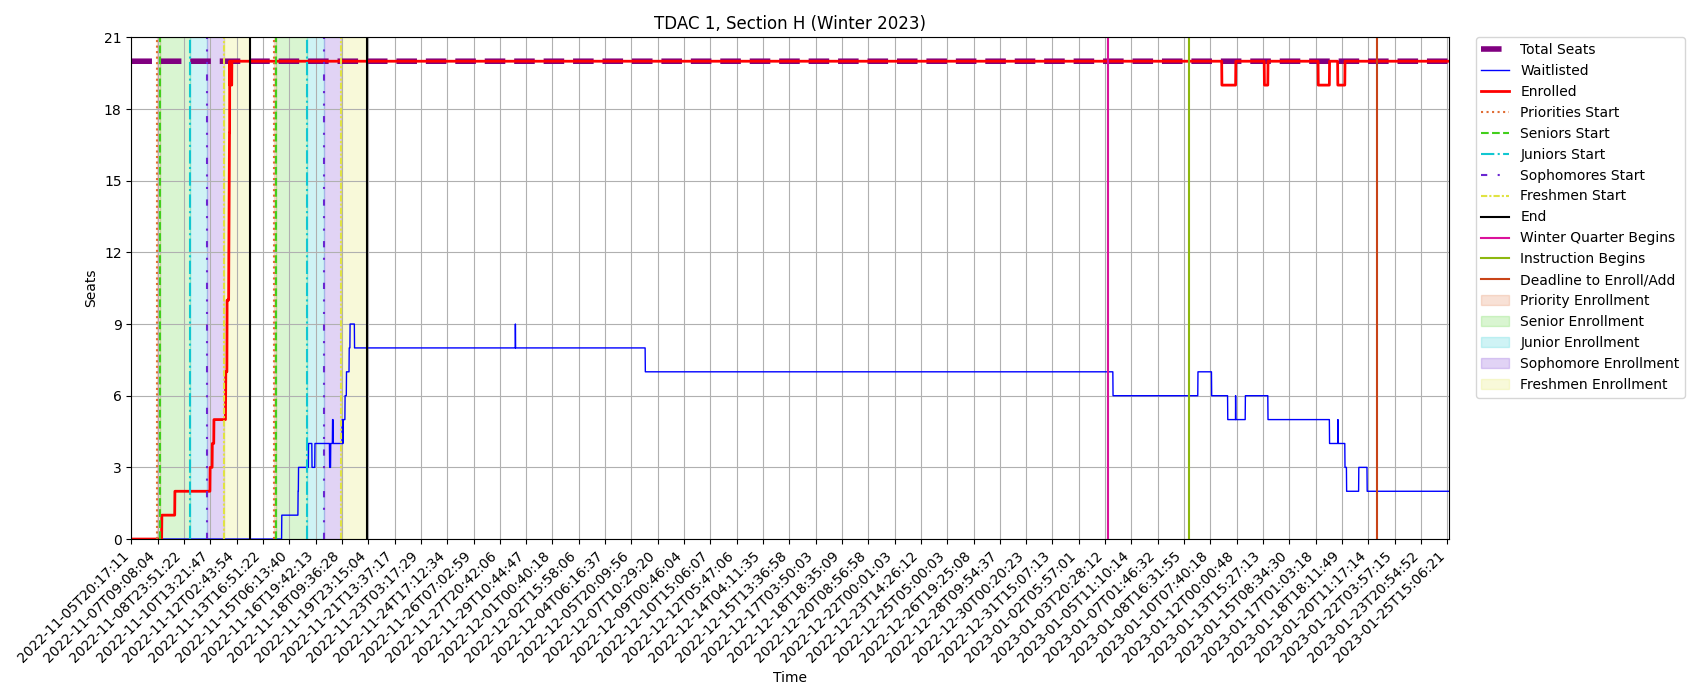 TDAC 1, Section H (Winter 2023)
21
18
15
12
9
6
3
0
Seats
2022-11-05T20:17:11
2022-11-07T09:08:04
2022-11-08T23:51:22
2022-11-10T13:21:47
2022-11-12T02:43:54
2022-11-13T16:51:22
2022-11-15T06:13:40
2022-11-16T19:42:13
2022-11-18T09:36:28
2022-11-19T23:15:04
2022-11-21T13:37:17
2022-11-23T03:17:29
2022-11-24T17:12:34
2022-11-26T07:02:59
2022-11-27T20:42:06
2022-11-29T10:44:47
2022-12-01T00:40:18
2022-12-02T15:58:06
2022-12-04T06:16:37
2022-12-05T20:09:56
2022-12-07T10:29:20
2022-12-09T00:46:04
2022-12-10T15:06:07
2022-12-12T05:47:06
2022-12-14T04:11:35
2022-12-15T13:36:58
2022-12-17T03:50:03
2022-12-18T18:35:09
2022-12-20T08:56:58
2022-12-22T00:01:03
2022-12-23T14:26:12
2022-12-25T05:00:03
2022-12-26T19:25:08
2022-12-28T09:54:37
2022-12-30T00:20:23
2022-12-31T15:07:13
2023-01-02T05:57:01
2023-01-03T20:28:12
2023-01-05T11:10:14
2023-01-07T01:46:32
2023-01-08T16:31:55
2023-01-10T07:40:18
2023-01-12T00:00:48
2023-01-13T15:27:13
2023-01-15T08:34:30
2023-01-17T01:03:18
2023-01-18T18:11:49
2023-01-20T11:17:14
2023-01-22T03:57:15
2023-01-23T20:54:52
2023-01-25T15:06:21
Time
Total Seats
Waitlisted
Enrolled
Priorities Start
Seniors Start
Juniors Start
Sophomores Start
Freshmen Start
End
Winter Quarter Begins
Instruction Begins
Deadline to Enroll/Add
Priority Enrollment
Senior Enrollment
Junior Enrollment
Sophomore Enrollment
Freshmen Enrollment